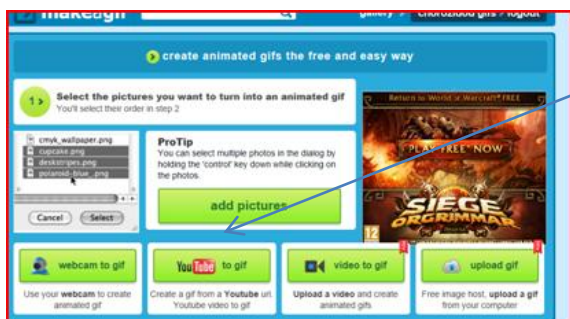 makeagif
gallery > chorozidou gifs > logout
create animated gifs the free and easy way
1 >
Select the pictures you want to turn into an animated gif
You'll select their order in step 2
cmyk_wallpaper.png
cupcake.png
deskstripes.png
polaroid-blue_.png
Cancel
Select
ProTip
You can select multiple photos in the dialog by
holding the 'control' key down while clicking on
the photos.
add pictures
Return to World of Warcraft® FREE
PLAY FREE* NOW
SIEGE
ORGRIMMAR
12
webcam to gif
YouTube to gif
video to gif
upload gif
Use your webcam to create
animated gif
Create a gif from a Youtube url.
Youtube video to gif
Upload a video and create
animated gifs
Free image host, upload a gif
from your computer